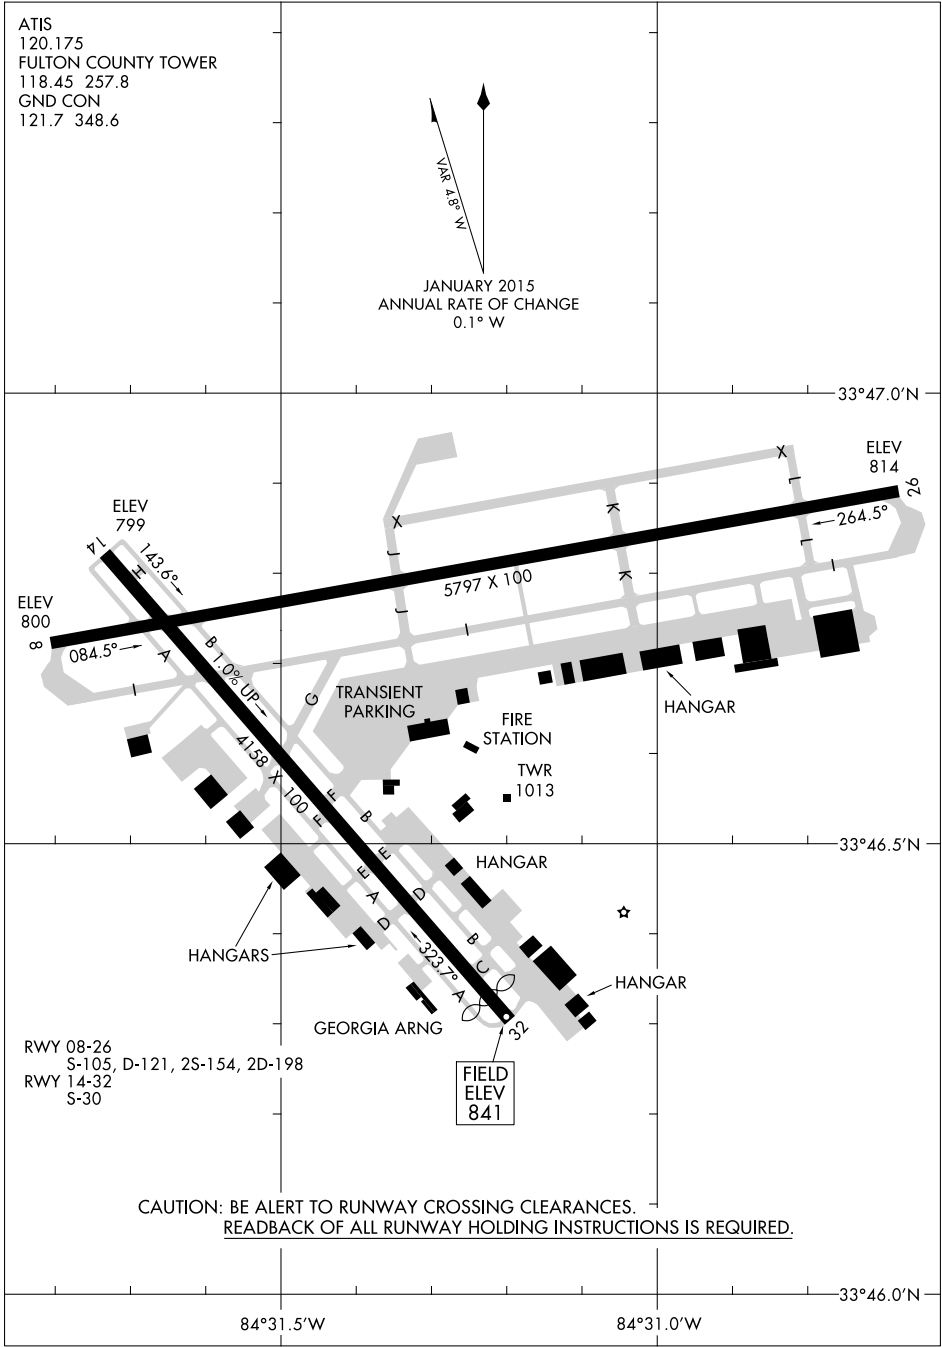 ATIS
120.175
FULTON COUNTY TOWER
118.45 257.8
GND CON
121.7 348.6
VAR 4.8° W
JANUARY 2015
ANNUAL RATE OF CHANGE
0.1° W
33°47.0'N
ELEV
814
26
264.5°
X
L
K
X
J
L
K
I
5797 X 100
J
I
ELEV
799
14
143.6°
H
ELEV
800
8
084.5°
A
B
1.0% UP
I
G
TRANSIENT
PARKING
HANGAR
FIRE
STATION
TWR
1013
4158 X 100
F
F
B
33°46.5'N
E
E
HANGAR
A
D
D
B
HANGARS
323.7°
C
A
HANGAR
GEORGIA ARNG
32
RWY 08-26
S-105, D-121, 2S-154, 2D-198
RWY 14-32
S-30
FIELD
ELEV
841
CAUTION: BE ALERT TO RUNWAY CROSSING CLEARANCES.
READBACK OF ALL RUNWAY HOLDING INSTRUCTIONS IS REQUIRED.
33°46.0'N
84°31.5'W
84°31.0'W